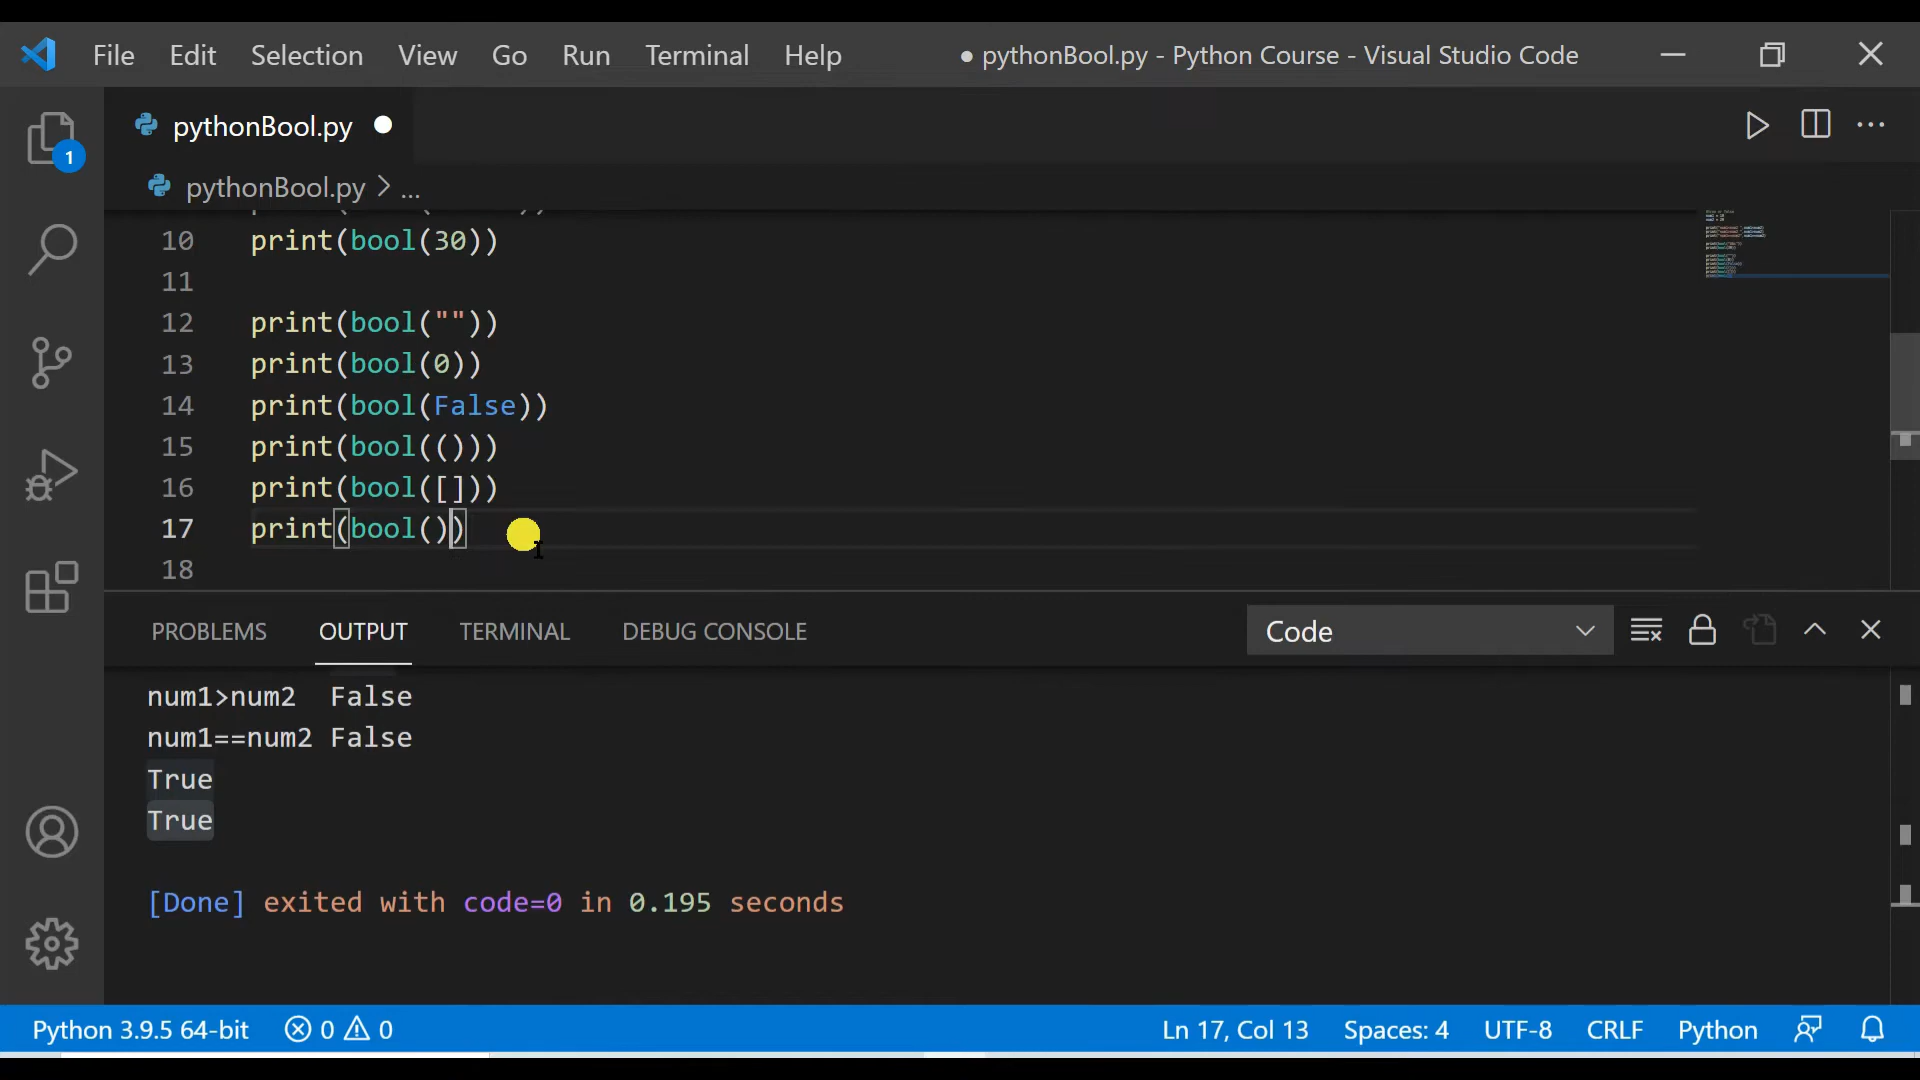 File Edit Selection View Go Run Terminal Help ● pythonBool.py - Python Course - Visual Studio Code
pythonBool.py
1
pythonBool.py > ...
10 print(bool(30))
11
12 print(bool(""))
13 print(bool(0))
14 print(bool(False))
15 print(bool(()))
16 print(bool([]))
17 print(bool())
18
PROBLEMS OUTPUT TERMINAL DEBUG CONSOLE Code
num1>num2  False
num1==num2 False
True
True
[Done] exited with code=0 in 0.195 seconds
Python 3.9.5 64-bit 0 0 Ln 17, Col 13 Spaces: 4 UTF-8 CRLF Python